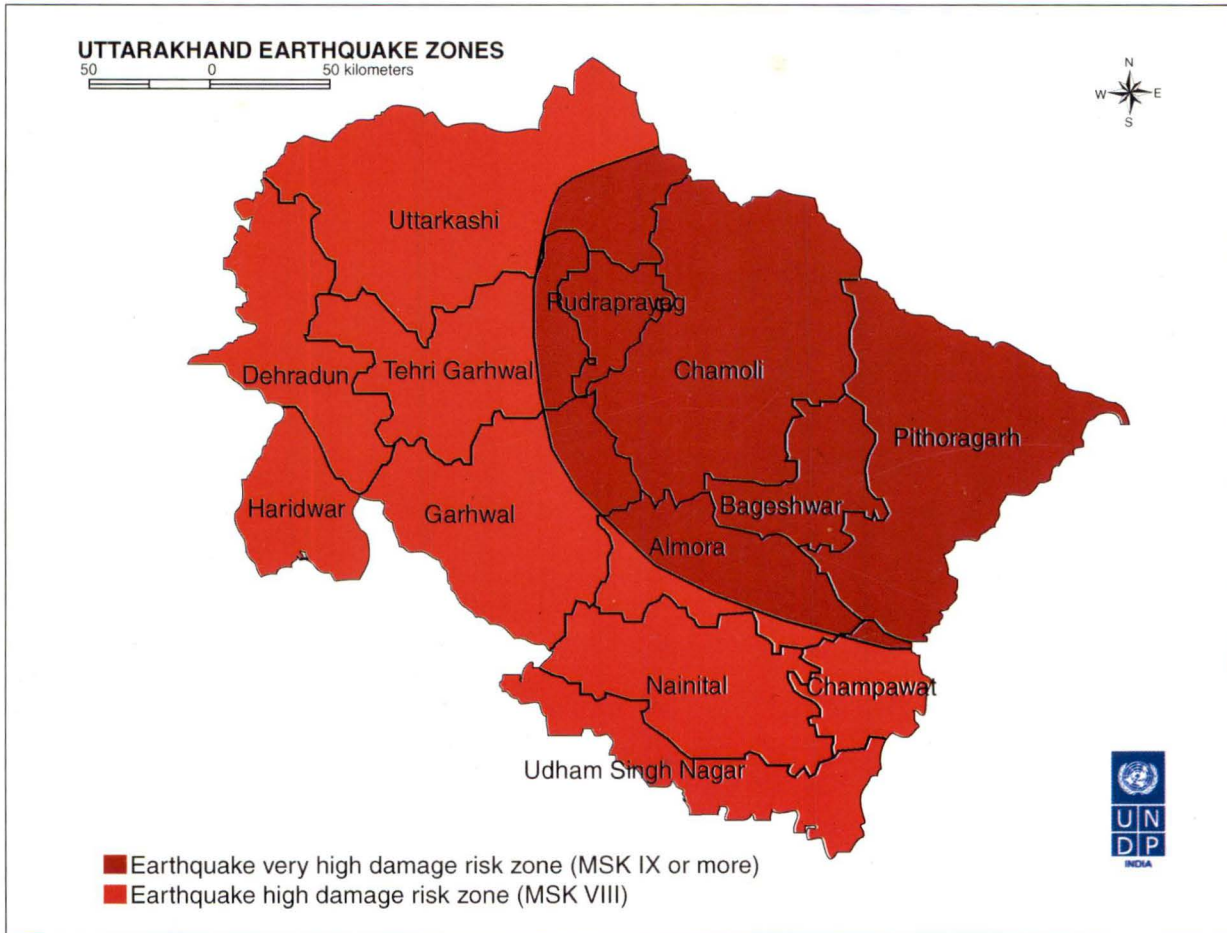 UTTARAKHAND EARTHQUAKE ZONES
50 0 50 kilometers
N
W E
S
Uttarkashi
Rudraprayag
Dehradun
Tehri Garhwal
Chamoli
Pithoragarh
Haridwar
Garhwal
Bageshwar
Almora
Nainital
Champawat
Udham Singh Nagar
U N
D P
INDIA
Earthquake very high damage risk zone (MSK IX or more)
Earthquake high damage risk zone (MSK VIII)